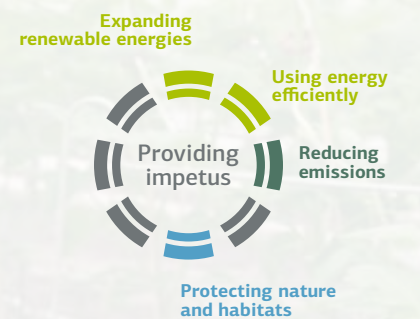 Expanding
renewable energies
Using energy
efficiently
Providing
impetus
Reducing
emissions
Protecting nature
and habitats